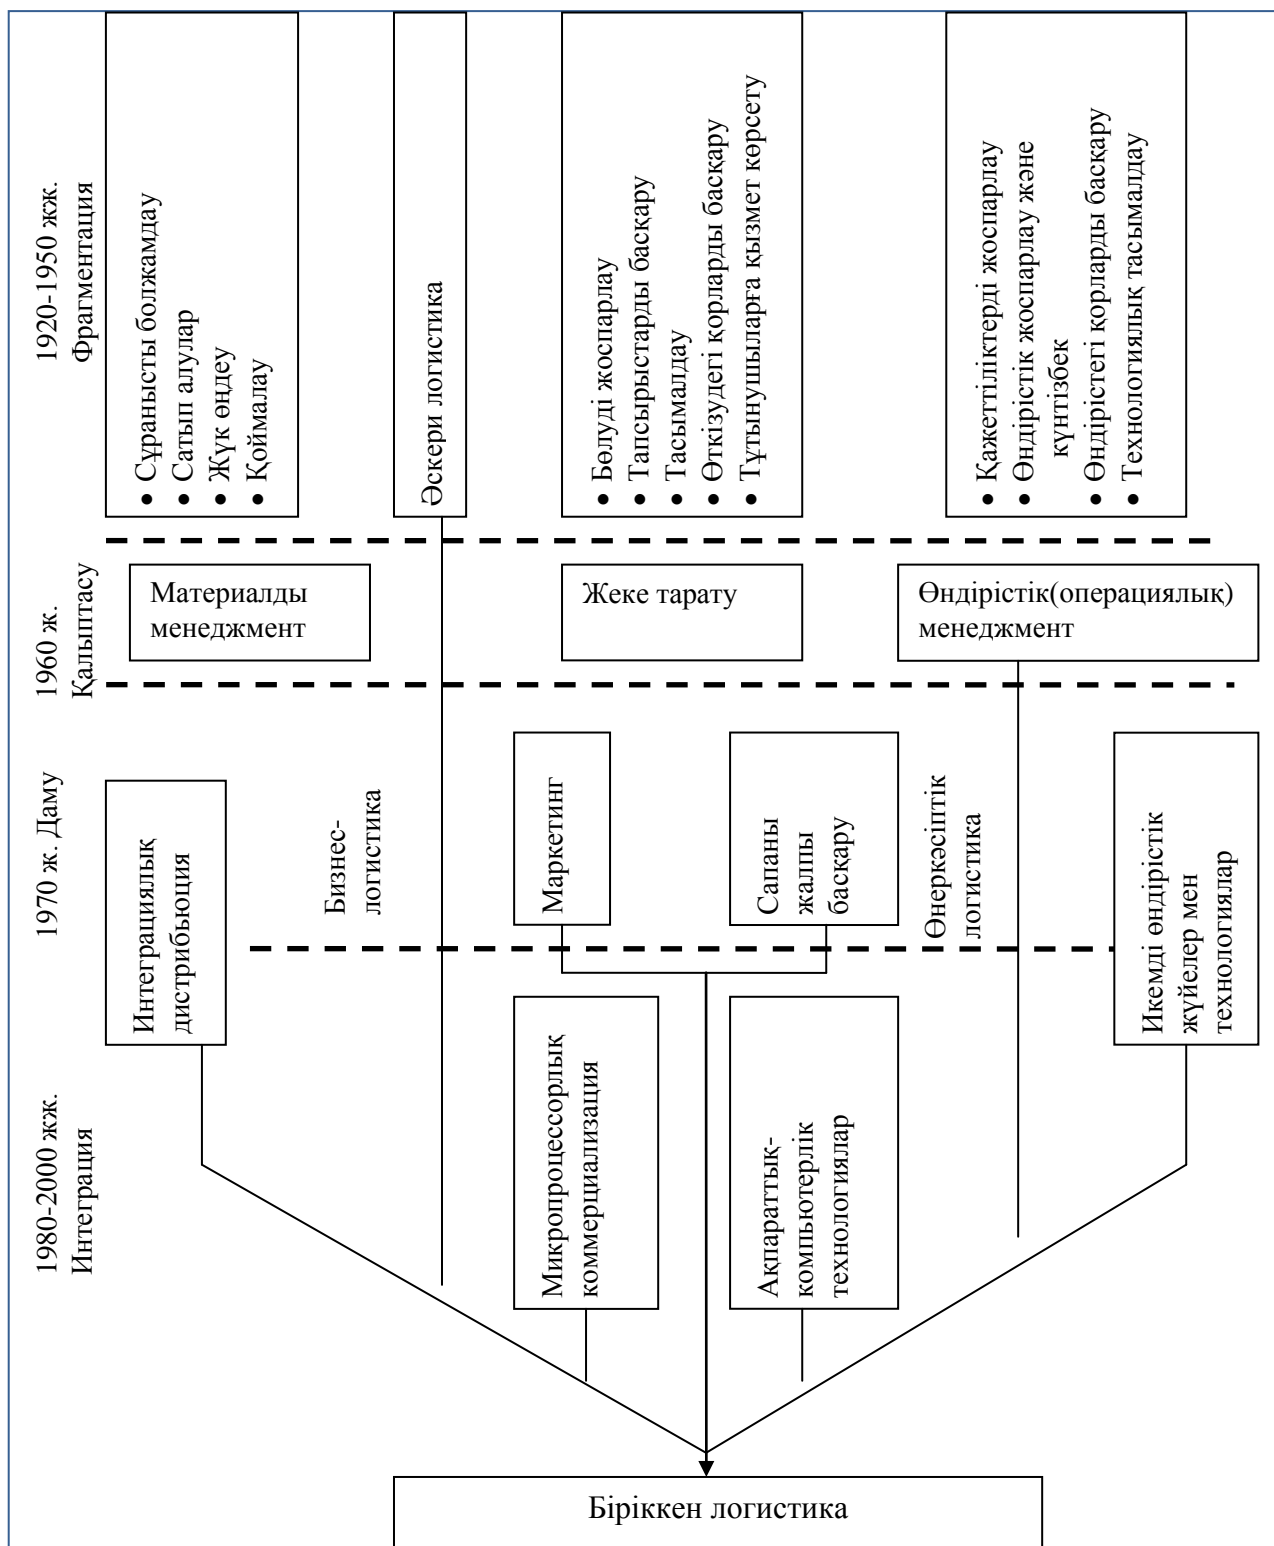 1920-1950 жж.
Фрагментация
• Сұранысты болжамдау
• Сатып алулар
• Жүк өңдеу
• Қоймалау
Әскери логистика
• Бөлуді жоспарлау
• Тапсырыстарды басқару
• Тасымалдау
• Өткізудегі қорларды басқару
• Тұтынушыларға қызмет көрсету
• Қажеттіліктерді жоспарлау
• Өндірістік жоспарлау және
күнтізбек
• Өндірістегі қорларды басқару
• Технологиялық тасымалдау
1960 ж.
Қалыптасу
Материалды
менеджмент
Жеке тарату
Өндірістік(операциялық)
менеджмент
1970 ж. Даму
Интеграциялық
дистрибьюция
Бизнес-
логистика
Маркетинг
Сапаны
жалпы
басқару
Өнеркәсіптік
логистика
Икемді өндірістік
жүйелер мен
технологиялар
1980-2000 жж.
Интеграция
Микропроцессорлық
коммерциализация
Ақпараттық-
компьютерлік
технологиялар
Біріккен логистика